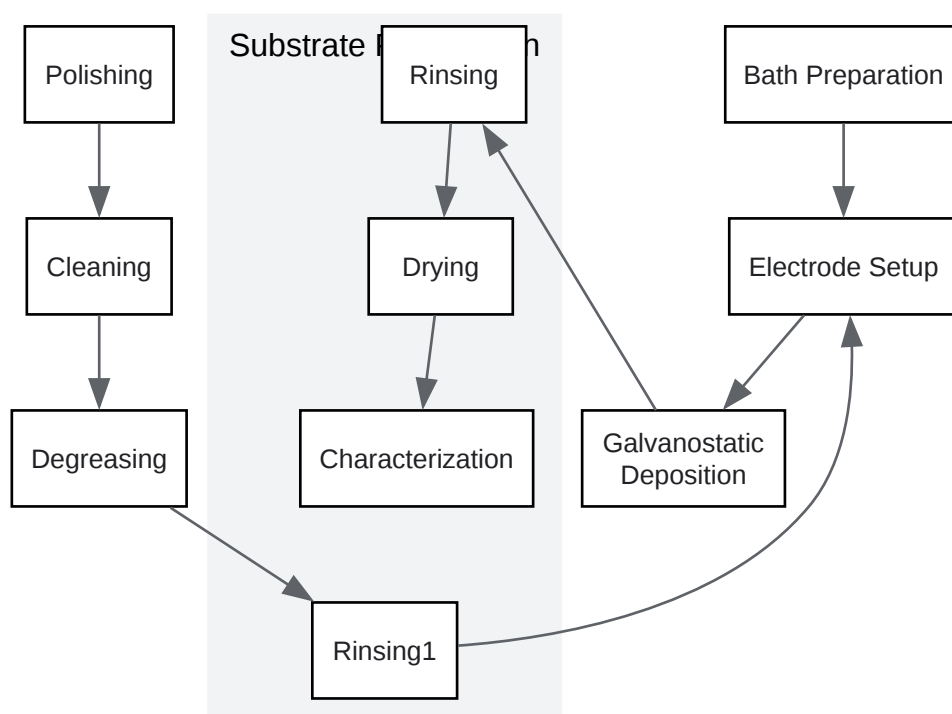 Substrate
Polishing
Rinsing
Bath Preparation
Cleaning
Drying
Electrode Setup
Degreasing
Characterization
Galvanostatic
Deposition
Rinsing1